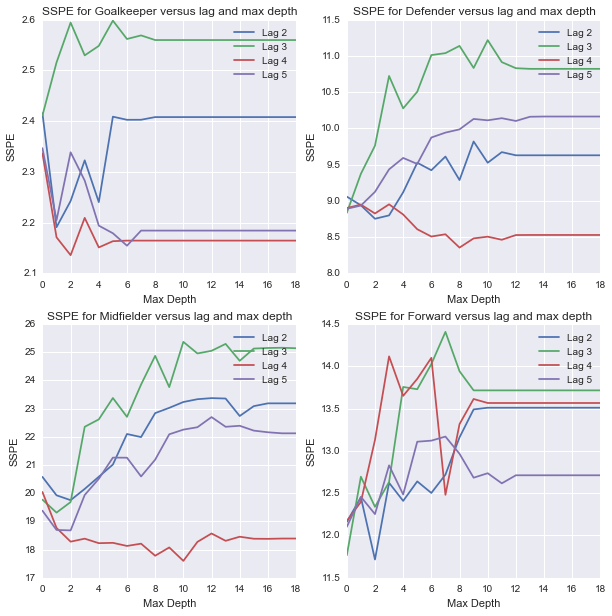 SSPE for Goalkeeper versus lag and max depth
2.6
2.5
2.4
2.3
2.2
2.1
SSPE
Lag 2
Lag 3
Lag 4
Lag 5
0 2 4 6 8 10 12 14 16 18
Max Depth
SSPE for Defender versus lag and max depth
11.5
11.0
10.5
10.0
9.5
9.0
8.5
8.0
SSPE
Lag 2
Lag 3
Lag 4
Lag 5
0 2 4 6 8 10 12 14 16 18
Max Depth
SSPE for Midfielder versus lag and max depth
26
25
24
23
22
21
20
19
18
17
SSPE
Lag 2
Lag 3
Lag 4
Lag 5
0 2 4 6 8 10 12 14 16 18
Max Depth
SSPE for Forward versus lag and max depth
14.5
14.0
13.5
13.0
12.5
12.0
11.5
SSPE
Lag 2
Lag 3
Lag 4
Lag 5
0 2 4 6 8 10 12 14 16 18
Max Depth